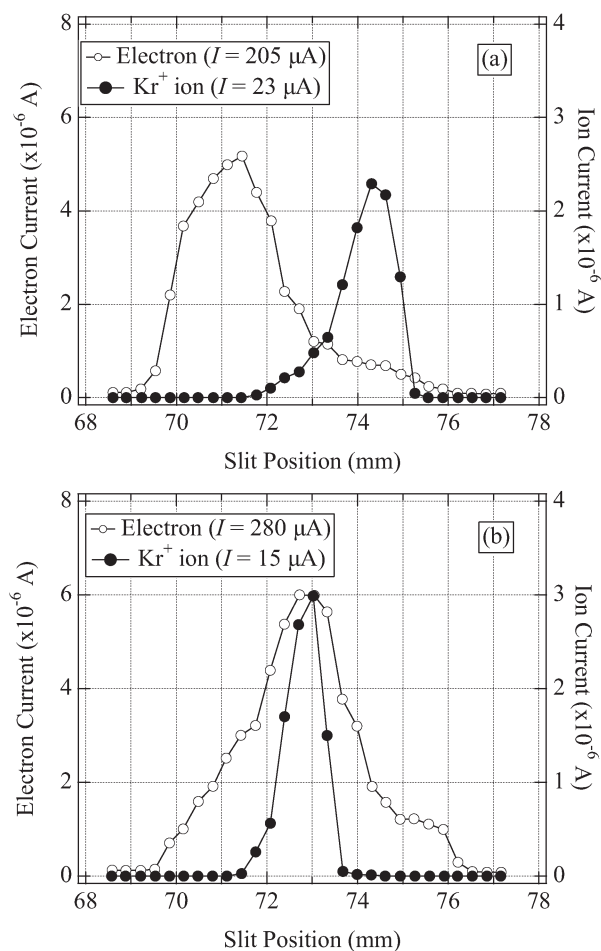 8
6
4
2
0
4
3
2
1
0
68
70
72
74
76
78
Electron Current (x10⁻⁶ A)
Ion Current (x10⁻⁶ A)
Slit Position (mm)
Electron (I = 205 μA)
Kr⁺ ion (I = 23 μA)
(a)
8
6
4
2
0
4
3
2
1
0
68
70
72
74
76
78
Electron Current (x10⁻⁶ A)
Ion Current (x10⁻⁶ A)
Slit Position (mm)
Electron (I = 280 μA)
Kr⁺ ion (I = 15 μA)
(b)